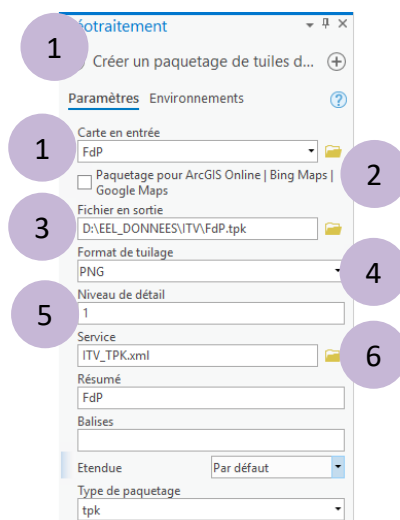 1
éotraitement
Créer un paquetage de tuiles d...
Paramètres Environnements
1
Carte en entrée
FdP
Paquetage pour ArcGIS Online | Bing Maps |
Google Maps
2
3
Fichier en sortie
D:\EEL_DONNEES\ITV\FdP.tpk
Format de tuilage
PNG
4
5
Niveau de détail
1
Service
ITV_TPK.xml
6
Résumé
FdP
Balises
Etendue Par défaut
Type de paquetage
tpk